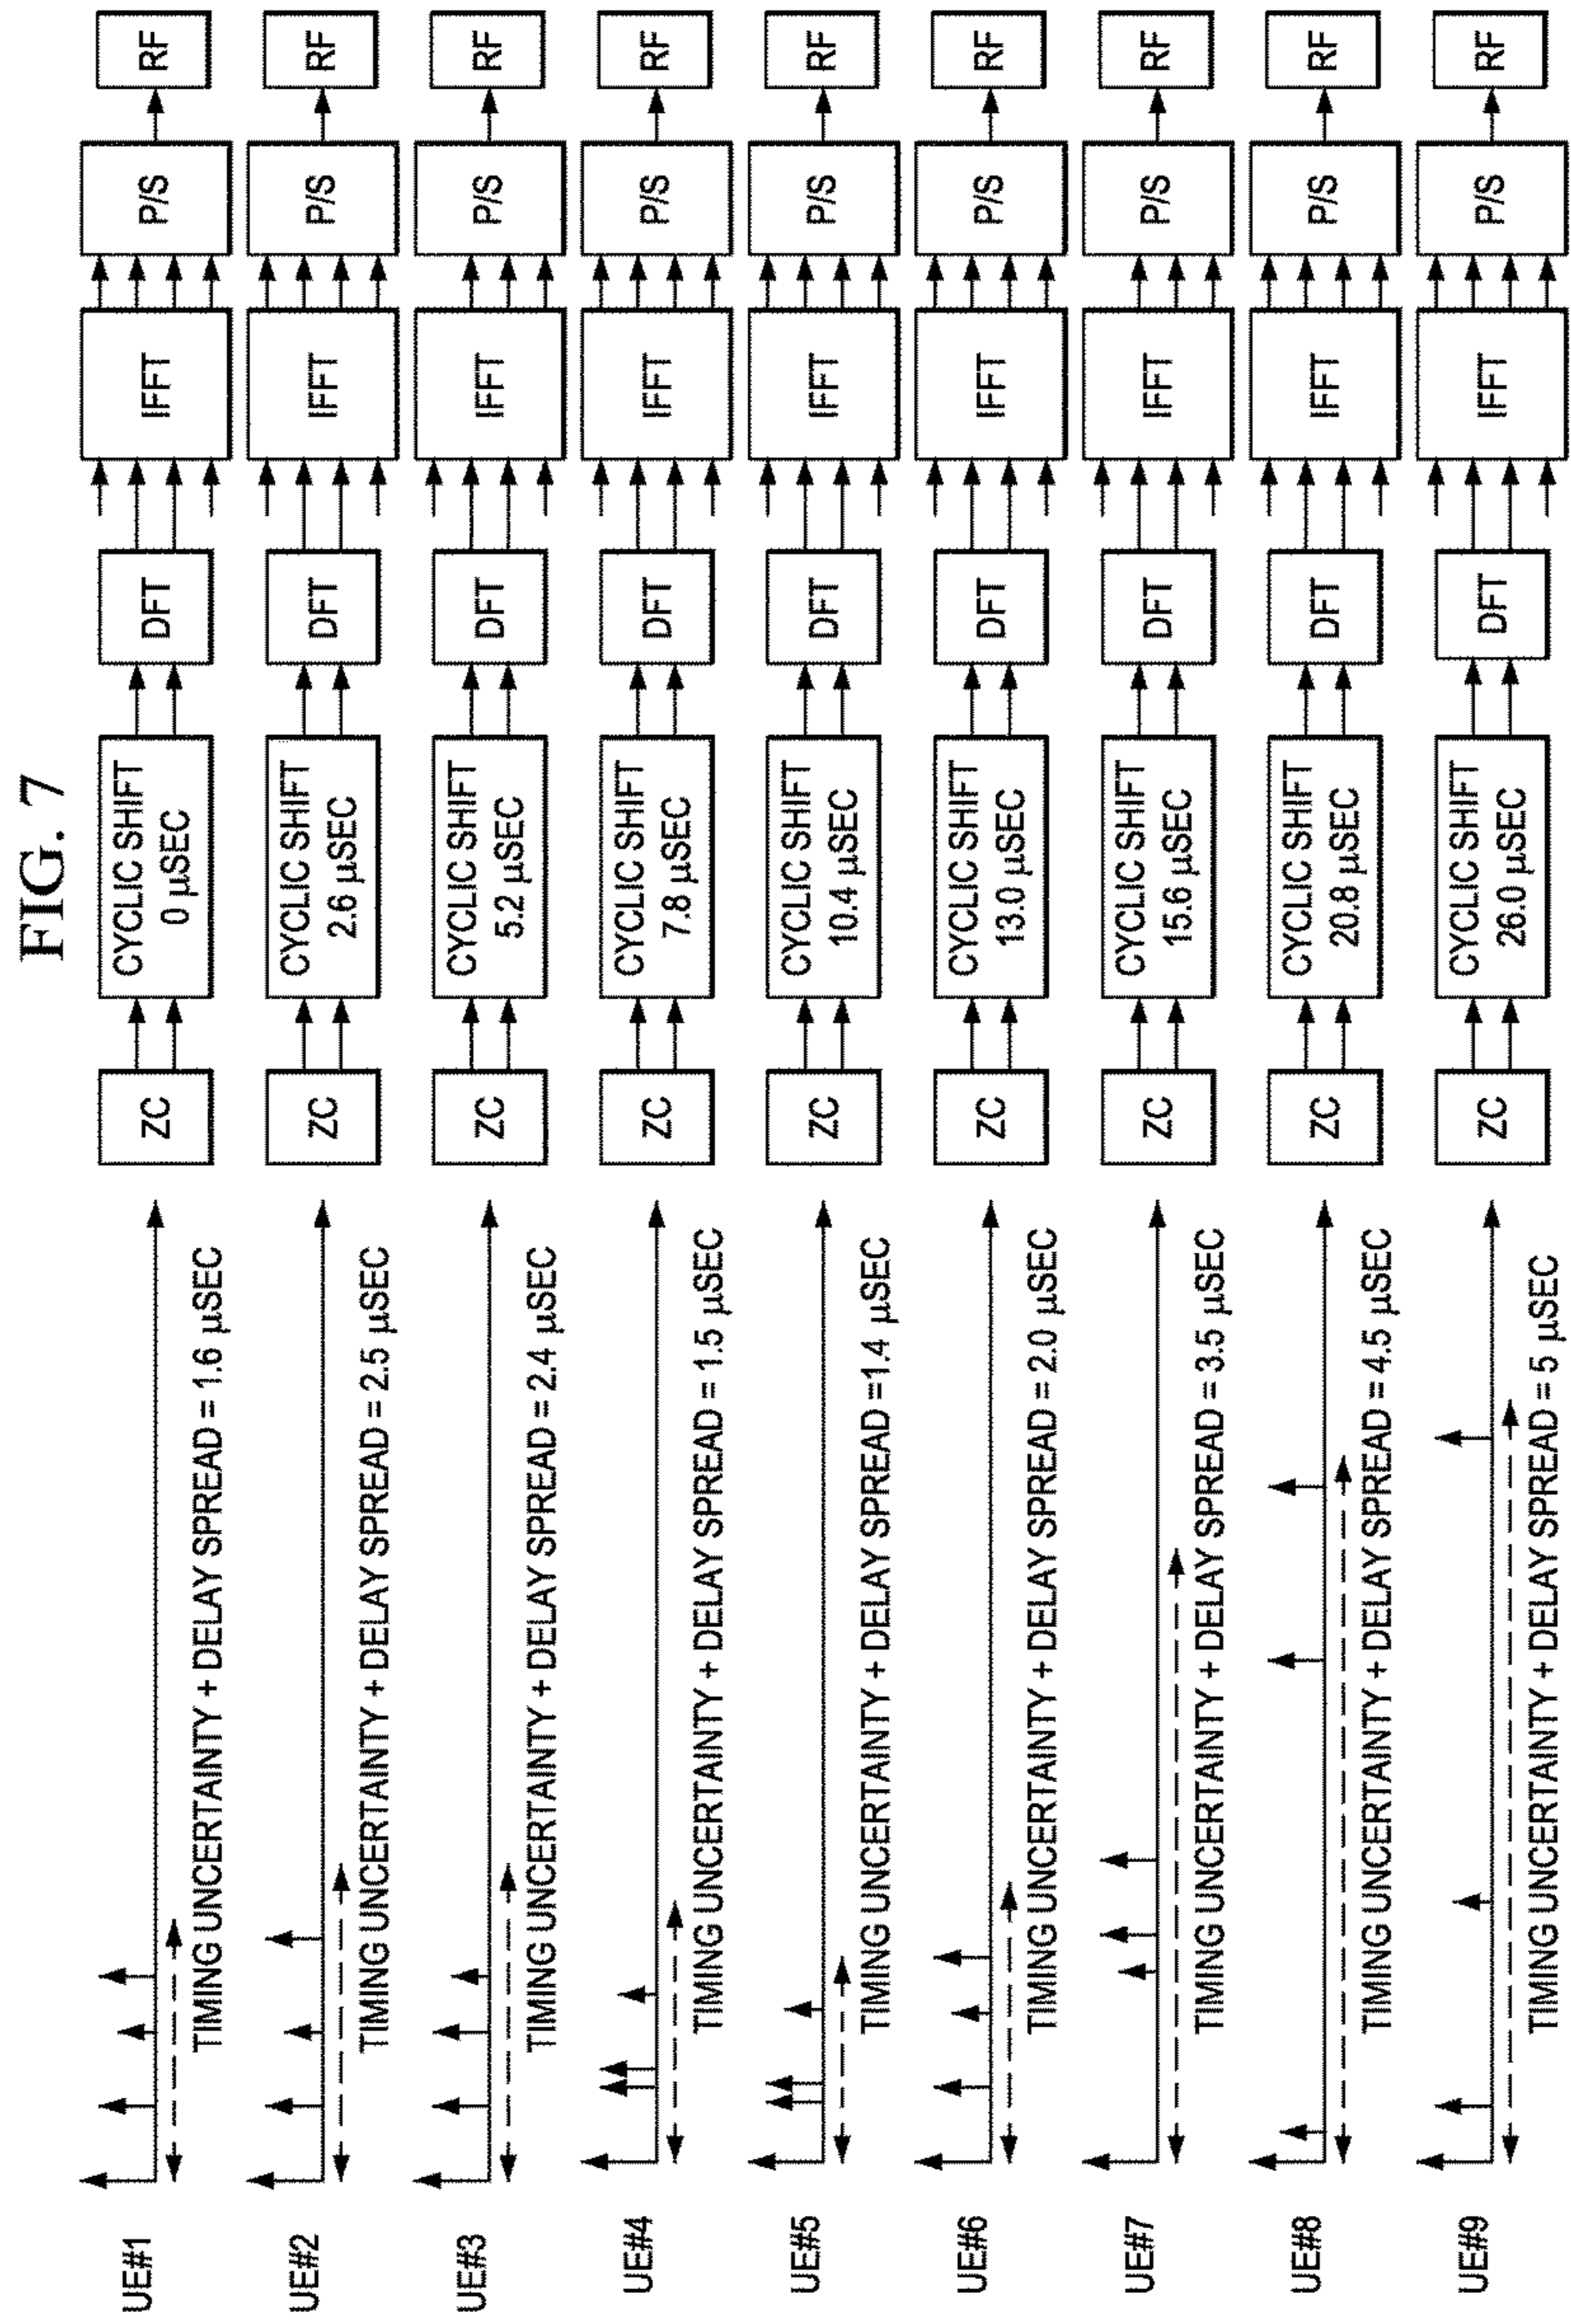 FIG. 7
UE#1
TIMING UNCERTAINTY + DELAY SPREAD = 1.6 μSEC
ZC
CYCLIC SHIFT
0 μSEC
DFT
IFFT
P/S
RF
UE#2
TIMING UNCERTAINTY + DELAY SPREAD = 2.5 μSEC
ZC
CYCLIC SHIFT
2.6 μSEC
DFT
IFFT
P/S
RF
UE#3
TIMING UNCERTAINTY + DELAY SPREAD = 2.4 μSEC
ZC
CYCLIC SHIFT
5.2 μSEC
DFT
IFFT
P/S
RF
UE#4
TIMING UNCERTAINTY + DELAY SPREAD = 1.5 μSEC
ZC
CYCLIC SHIFT
7.8 μSEC
DFT
IFFT
P/S
RF
UE#5
TIMING UNCERTAINTY + DELAY SPREAD =1.4 μSEC
ZC
CYCLIC SHIFT
10.4 μSEC
DFT
IFFT
P/S
RF
UE#6
TIMING UNCERTAINTY + DELAY SPREAD = 2.0 μSEC
ZC
CYCLIC SHIFT
13.0 μSEC
DFT
IFFT
P/S
RF
UE#7
TIMING UNCERTAINTY + DELAY SPREAD = 3.5 μSEC
ZC
CYCLIC SHIFT
15.6 μSEC
DFT
IFFT
P/S
RF
UE#8
TIMING UNCERTAINTY + DELAY SPREAD = 4.5 μSEC
ZC
CYCLIC SHIFT
20.8 μSEC
DFT
IFFT
P/S
RF
UE#9
TIMING UNCERTAINTY + DELAY SPREAD = 5 μSEC
ZC
CYCLIC SHIFT
26.0 μSEC
DFT
IFFT
P/S
RF